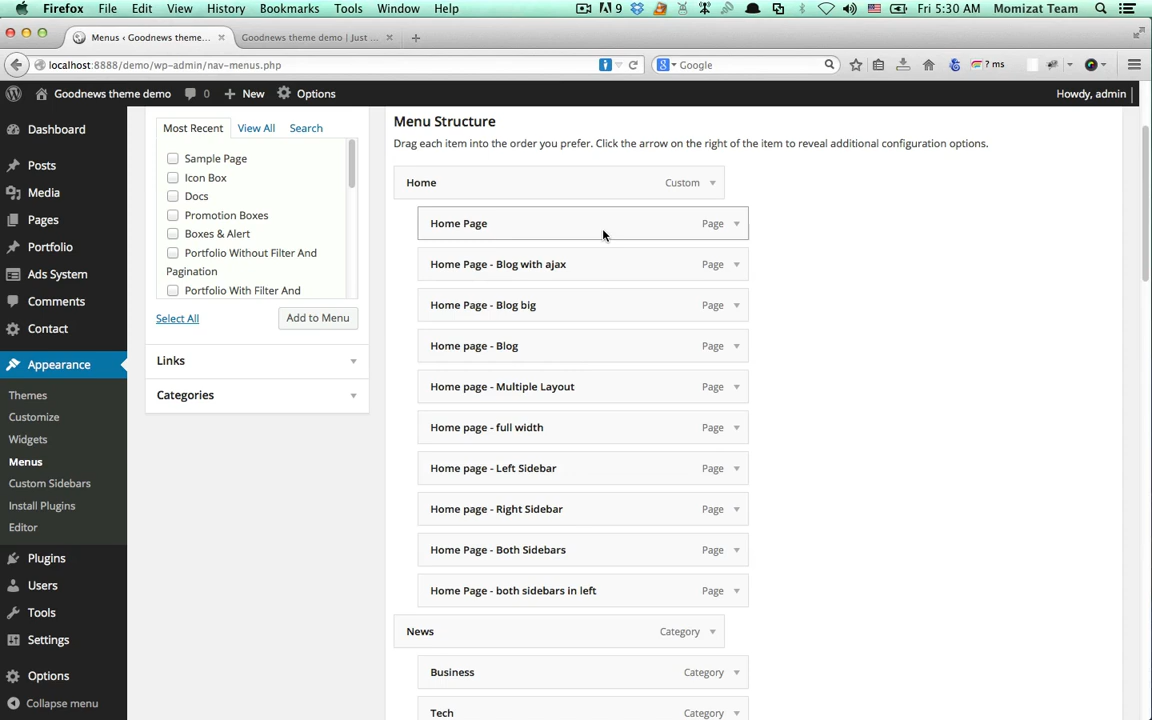 Firefox File Edit View History Bookmarks Tools Window Help 9 Fri 5:30 AM Momizat Team
Menus ‹ Goodnews theme... Goodnews theme demo | Just ...
localhost:8888/demo/wp-admin/nav-menus.php Google ? ms
Goodnews theme demo 0 New Options Howdy, admin
Dashboard
Posts
Media
Pages
Portfolio
Ads System
Comments
Contact
Appearance
Themes
Customize
Widgets
Menus
Custom Sidebars
Install Plugins
Editor
Plugins
Users
Tools
Settings
Options
Collapse menu
Most Recent View All Search
Sample Page
Icon Box
Docs
Promotion Boxes
Boxes & Alert
Portfolio Without Filter And
Pagination
Portfolio With Filter And
Select All Add to Menu
Links
Categories
Menu Structure
Drag each item into the order you prefer. Click the arrow on the right of the item to reveal additional configuration options.
Home Custom
Home Page Page
Home Page - Blog with ajax Page
Home Page - Blog big Page
Home page - Blog Page
Home page - Multiple Layout Page
Home page - full width Page
Home page - Left Sidebar Page
Home page - Right Sidebar Page
Home Page - Both Sidebars Page
Home Page - both sidebars in left Page
News Category
Business Category
Tech Category